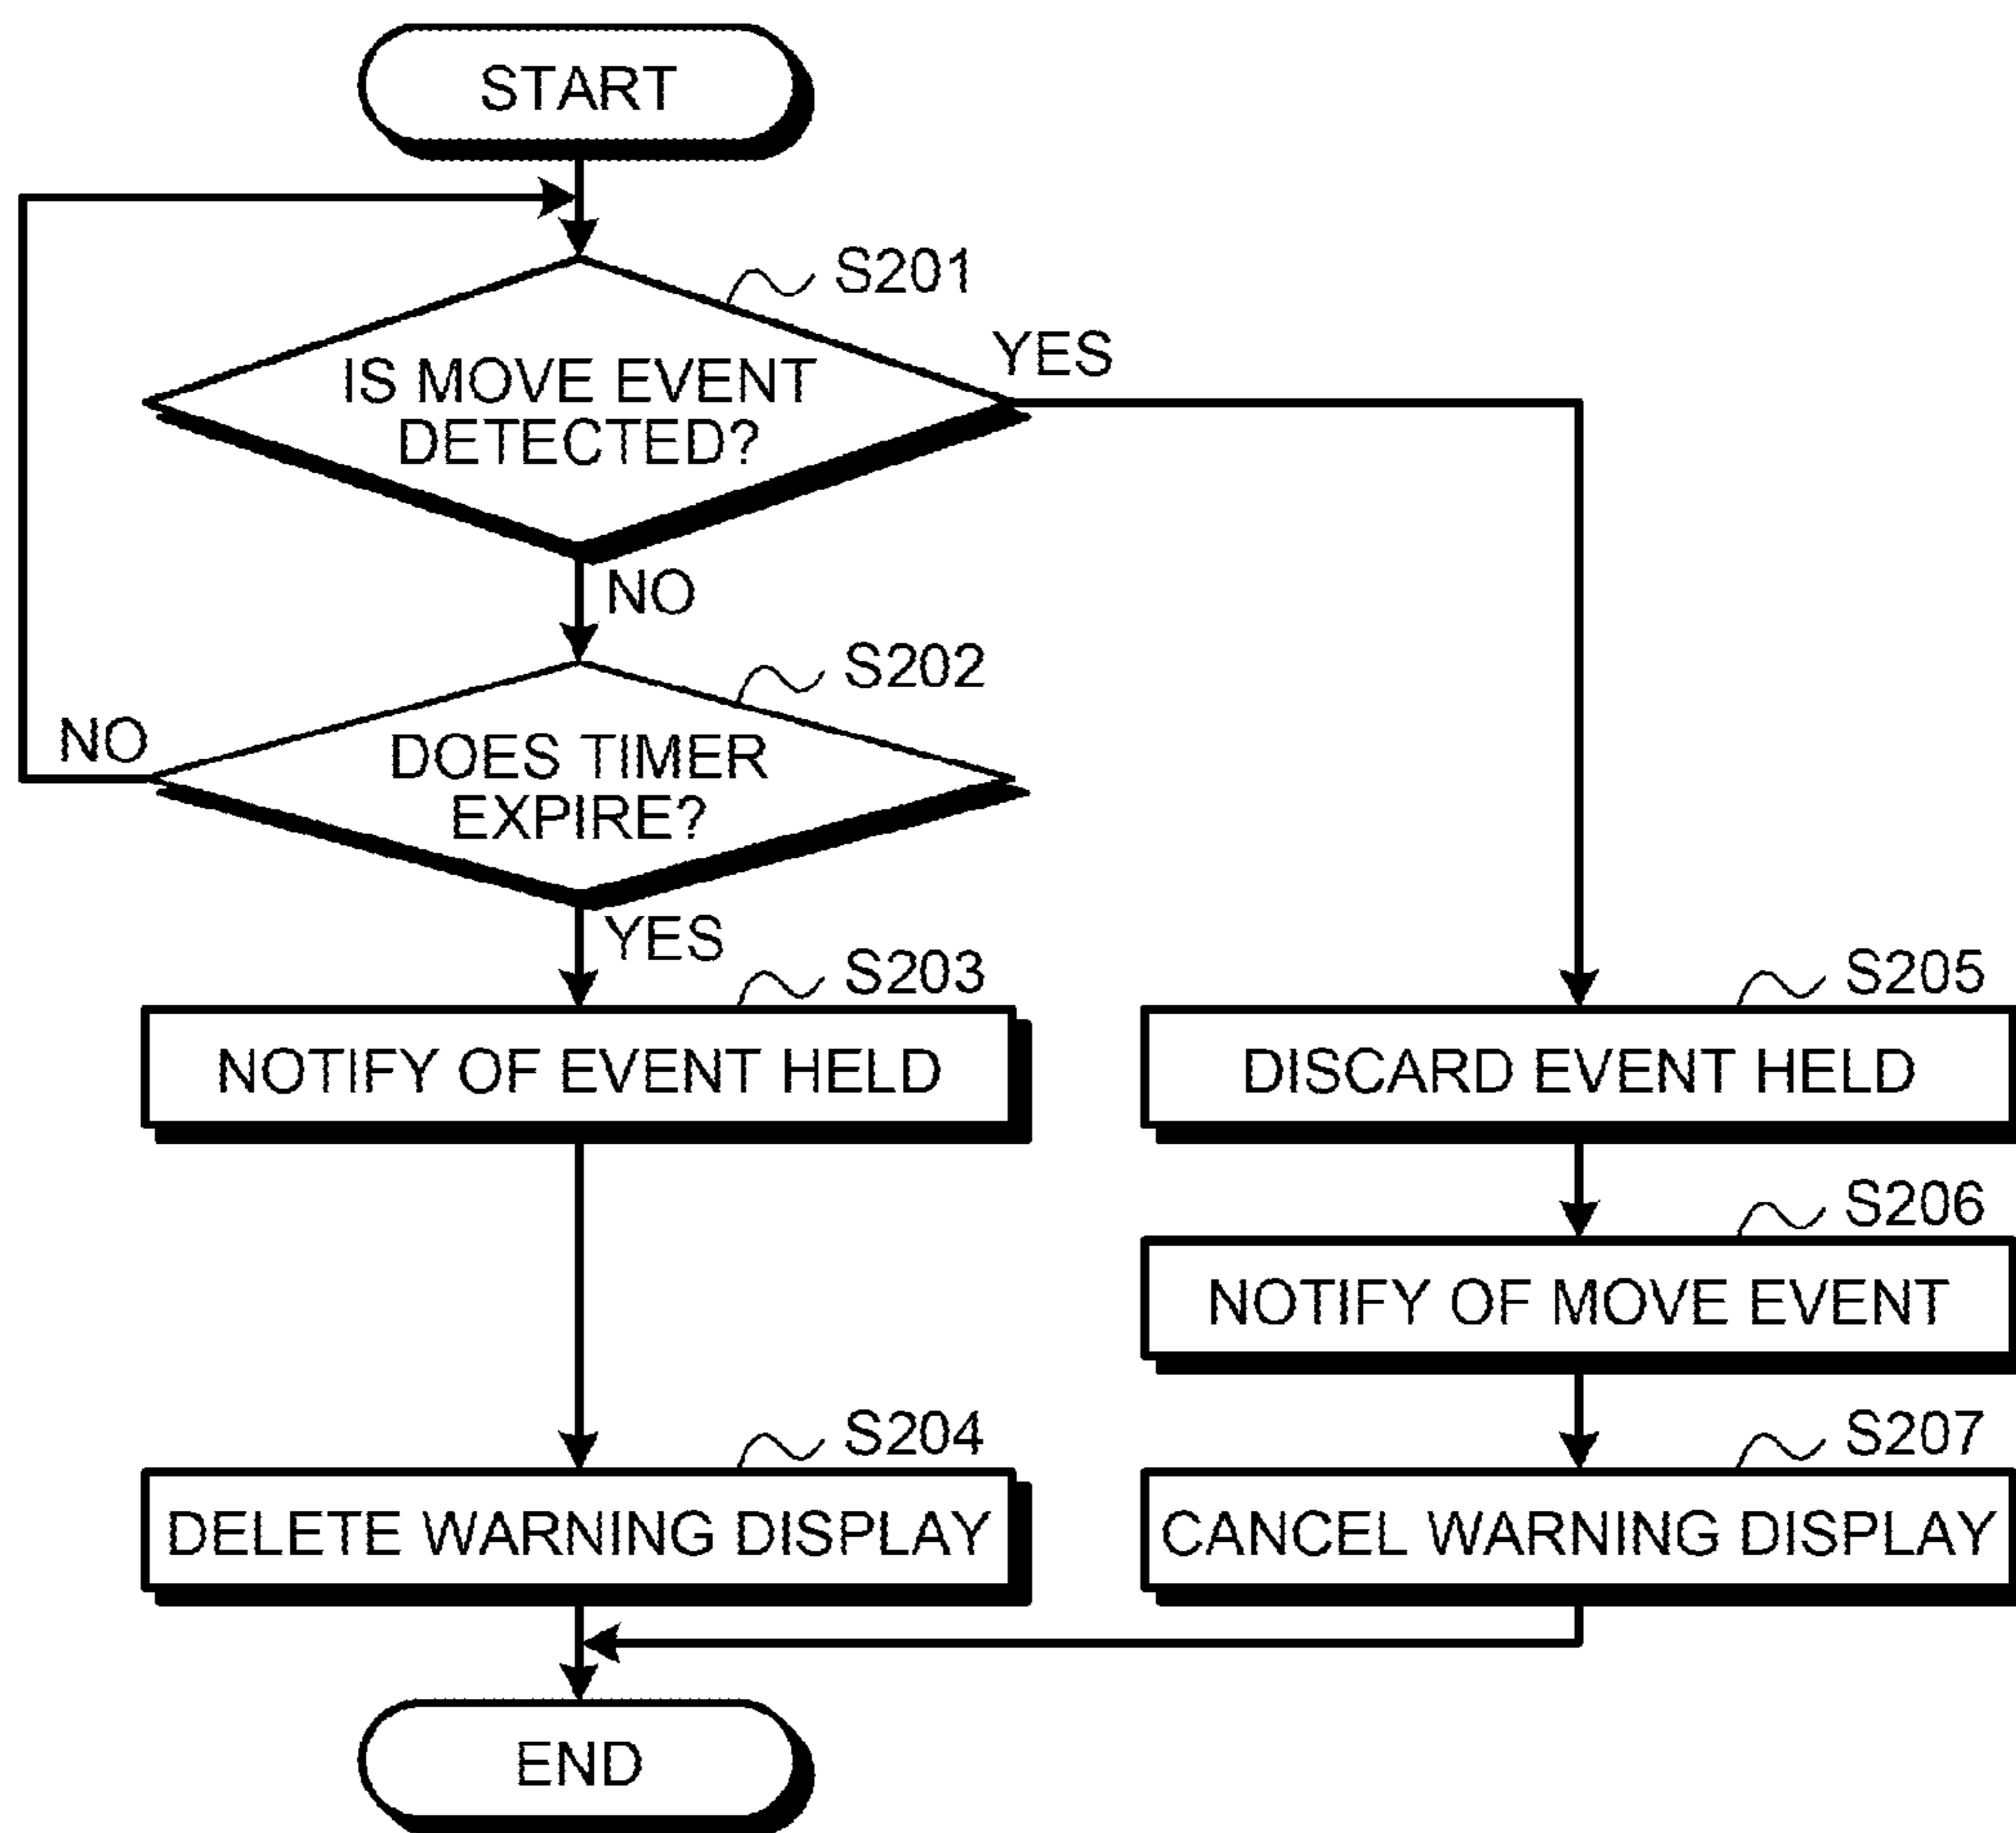 START
S201
IS MOVE EVENT
DETECTED?
YES
NO
S202
DOES TIMER
EXPIRE?
NO
YES
S203
NOTIFY OF EVENT HELD
S205
DISCARD EVENT HELD
S206
NOTIFY OF MOVE EVENT
S204
DELETE WARNING DISPLAY
S207
CANCEL WARNING DISPLAY
END